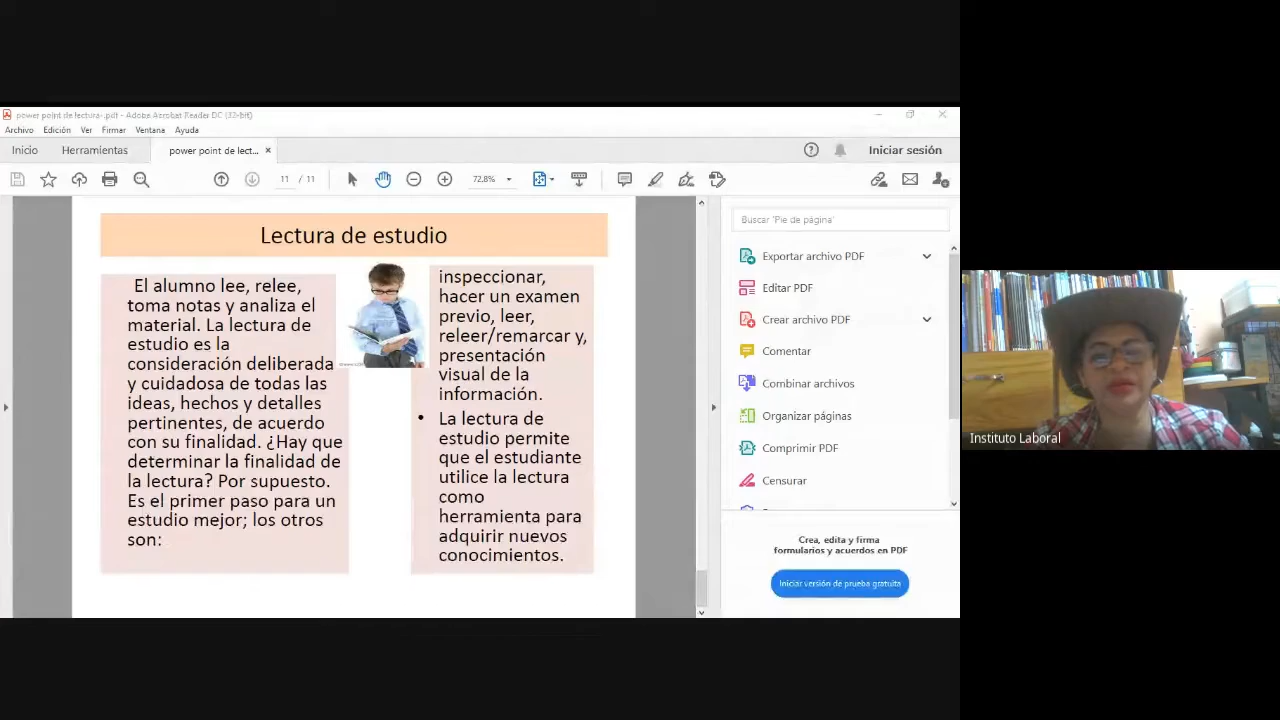 power point de lectura-.pdf - Adobe Acrobat Reader DC (32-bit)
Archivo Edición Ver Firmar Ventana Ayuda
Inicio Herramientas power point de lect... × Iniciar sesión
11 / 11 72.8%
Lectura de estudio
El alumno lee, relee,
toma notas y analiza el
material. La lectura de
estudio es la
consideración deliberada
y cuidadosa de todas las
ideas, hechos y detalles
pertinentes, de acuerdo
con su finalidad. ¿Hay que
determinar la finalidad de
la lectura? Por supuesto.
Es el primer paso para un
estudio mejor; los otros
son:
inspeccionar,
hacer un examen
previo, leer,
releer/remarcar y,
presentación
visual de la
información.
• La lectura de
estudio permite
que el estudiante
utilice la lectura
como
herramienta para
adquirir nuevos
conocimientos.
Buscar 'Pie de página'
Exportar archivo PDF
Editar PDF
Crear archivo PDF
Comentar
Combinar archivos
Organizar páginas
Comprimir PDF
Censurar
Crea, edita y firma
formularios y acuerdos en PDF
Iniciar versión de prueba gratuita
Instituto Laboral